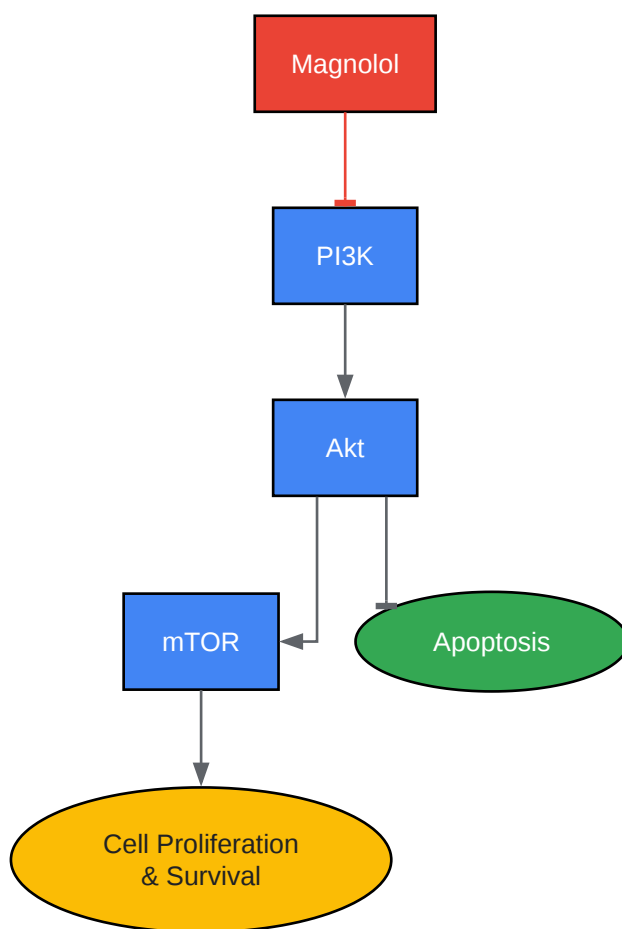 Magnolol
PI3K
Akt
mTOR
Apoptosis
Cell Proliferation
& Survival